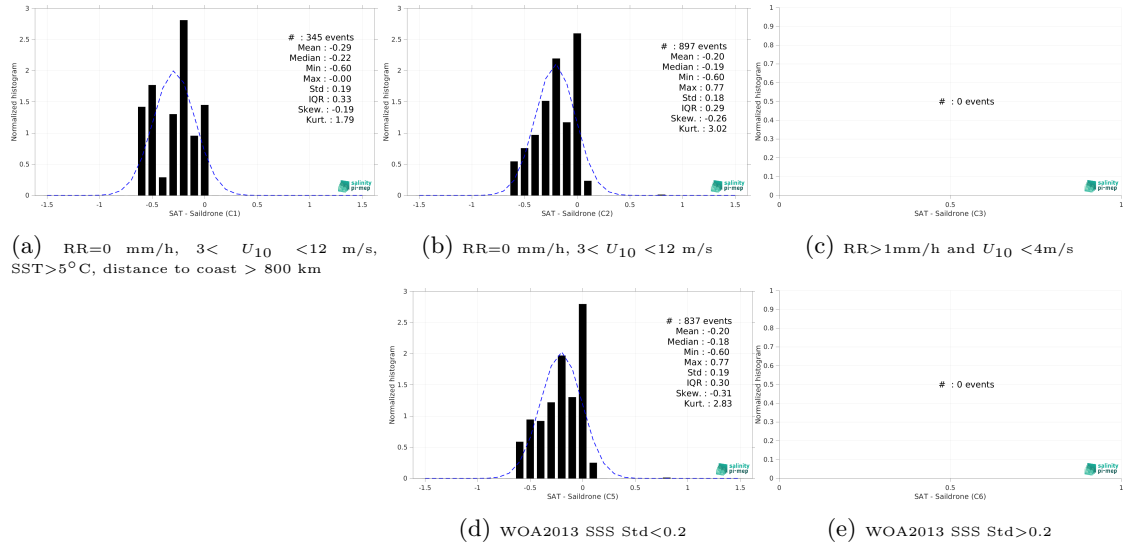 3
2.5
2
1.5
1
0.5
0
-1.5 -1 -0.5 0 0.5 1 1.5
Normalized histogram
SAT - Saildrone (C1)
# : 345 events
Mean : -0.29
Median : -0.22
Min : -0.60
Max : -0.00
Std : 0.19
IQR : 0.33
Skew. : -0.19
Kurt. : 1.79
salinity
pi-mep
(a) RR=0 mm/h, 3< U10 <12 m/s,
SST>5°C, distance to coast > 800 km
3
2.5
2
1.5
1
0.5
0
-1.5 -1 -0.5 0 0.5 1 1.5
Normalized histogram
SAT - Saildrone (C2)
# : 897 events
Mean : -0.20
Median : -0.19
Min : -0.60
Max : 0.77
Std : 0.18
IQR : 0.29
Skew. : -0.26
Kurt. : 3.02
salinity
pi-mep
(b) RR=0 mm/h, 3< U10 <12 m/s
1
0.9
0.8
0.7
0.6
0.5
0.4
0.3
0.2
0.1
0
0 0.5 1
Normalized histogram
SAT - Saildrone (C3)
# : 0 events
salinity
pi-mep
(c) RR>1mm/h and U10 <4m/s
3
2.5
2
1.5
1
0.5
0
-1.5 -1 -0.5 0 0.5 1 1.5
Normalized histogram
SAT - Saildrone (C5)
# : 837 events
Mean : -0.20
Median : -0.18
Min : -0.60
Max : 0.77
Std : 0.19
IQR : 0.30
Skew. : -0.31
Kurt. : 2.83
salinity
pi-mep
(d) WOA2013 SSS Std<0.2
1
0.9
0.8
0.7
0.6
0.5
0.4
0.3
0.2
0.1
0
0 0.5 1
Normalized histogram
SAT - Saildrone (C6)
# : 0 events
salinity
pi-mep
(e) WOA2013 SSS Std>0.2